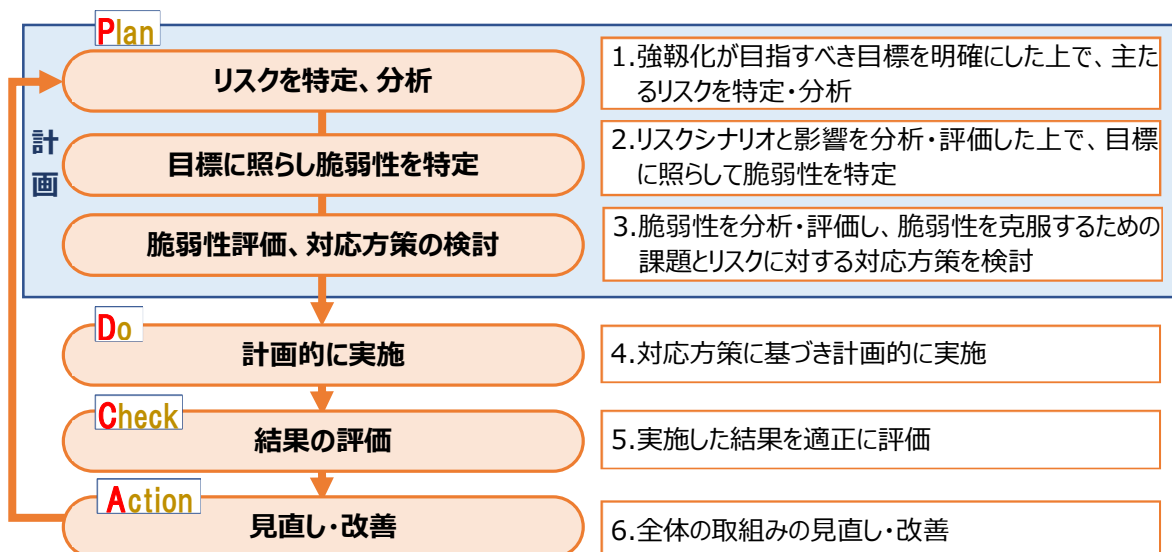 Plan
計画
リスクを特定、分析
1.強靱化が目指すべき目標を明確にした上で、主た
るリスクを特定・分析
目標に照らし脆弱性を特定
2.リスクシナリオと影響を分析・評価した上で、目標
に照らして脆弱性を特定
脆弱性評価、対応方策の検討
3.脆弱性を分析・評価し、脆弱性を克服するための
課題とリスクに対する対応方策を検討
Do
計画的に実施
4.対応方策に基づき計画的に実施
Check
結果の評価
5.実施した結果を適正に評価
Action
見直し・改善
6.全体の取組みの見直し・改善